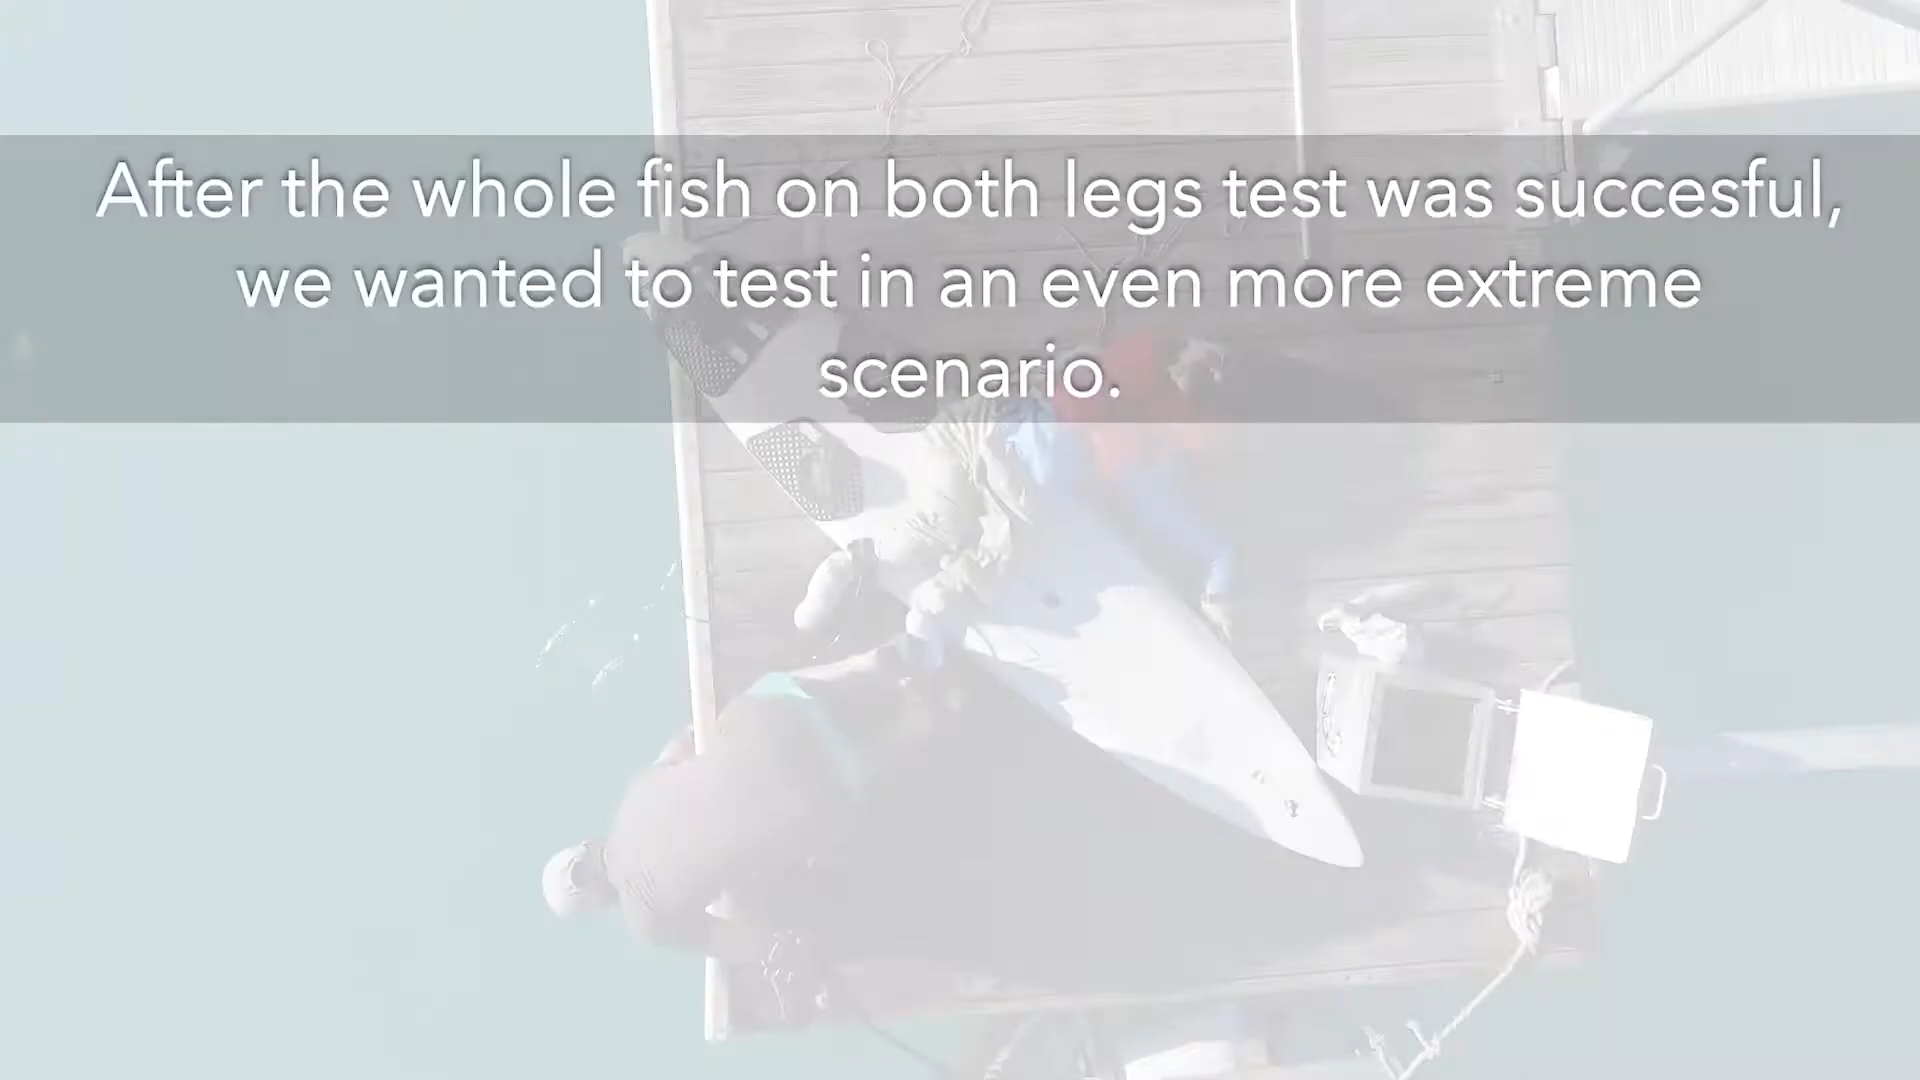 After the whole fish on both legs test was succesful,
we wanted to test in an even more extreme
scenario.